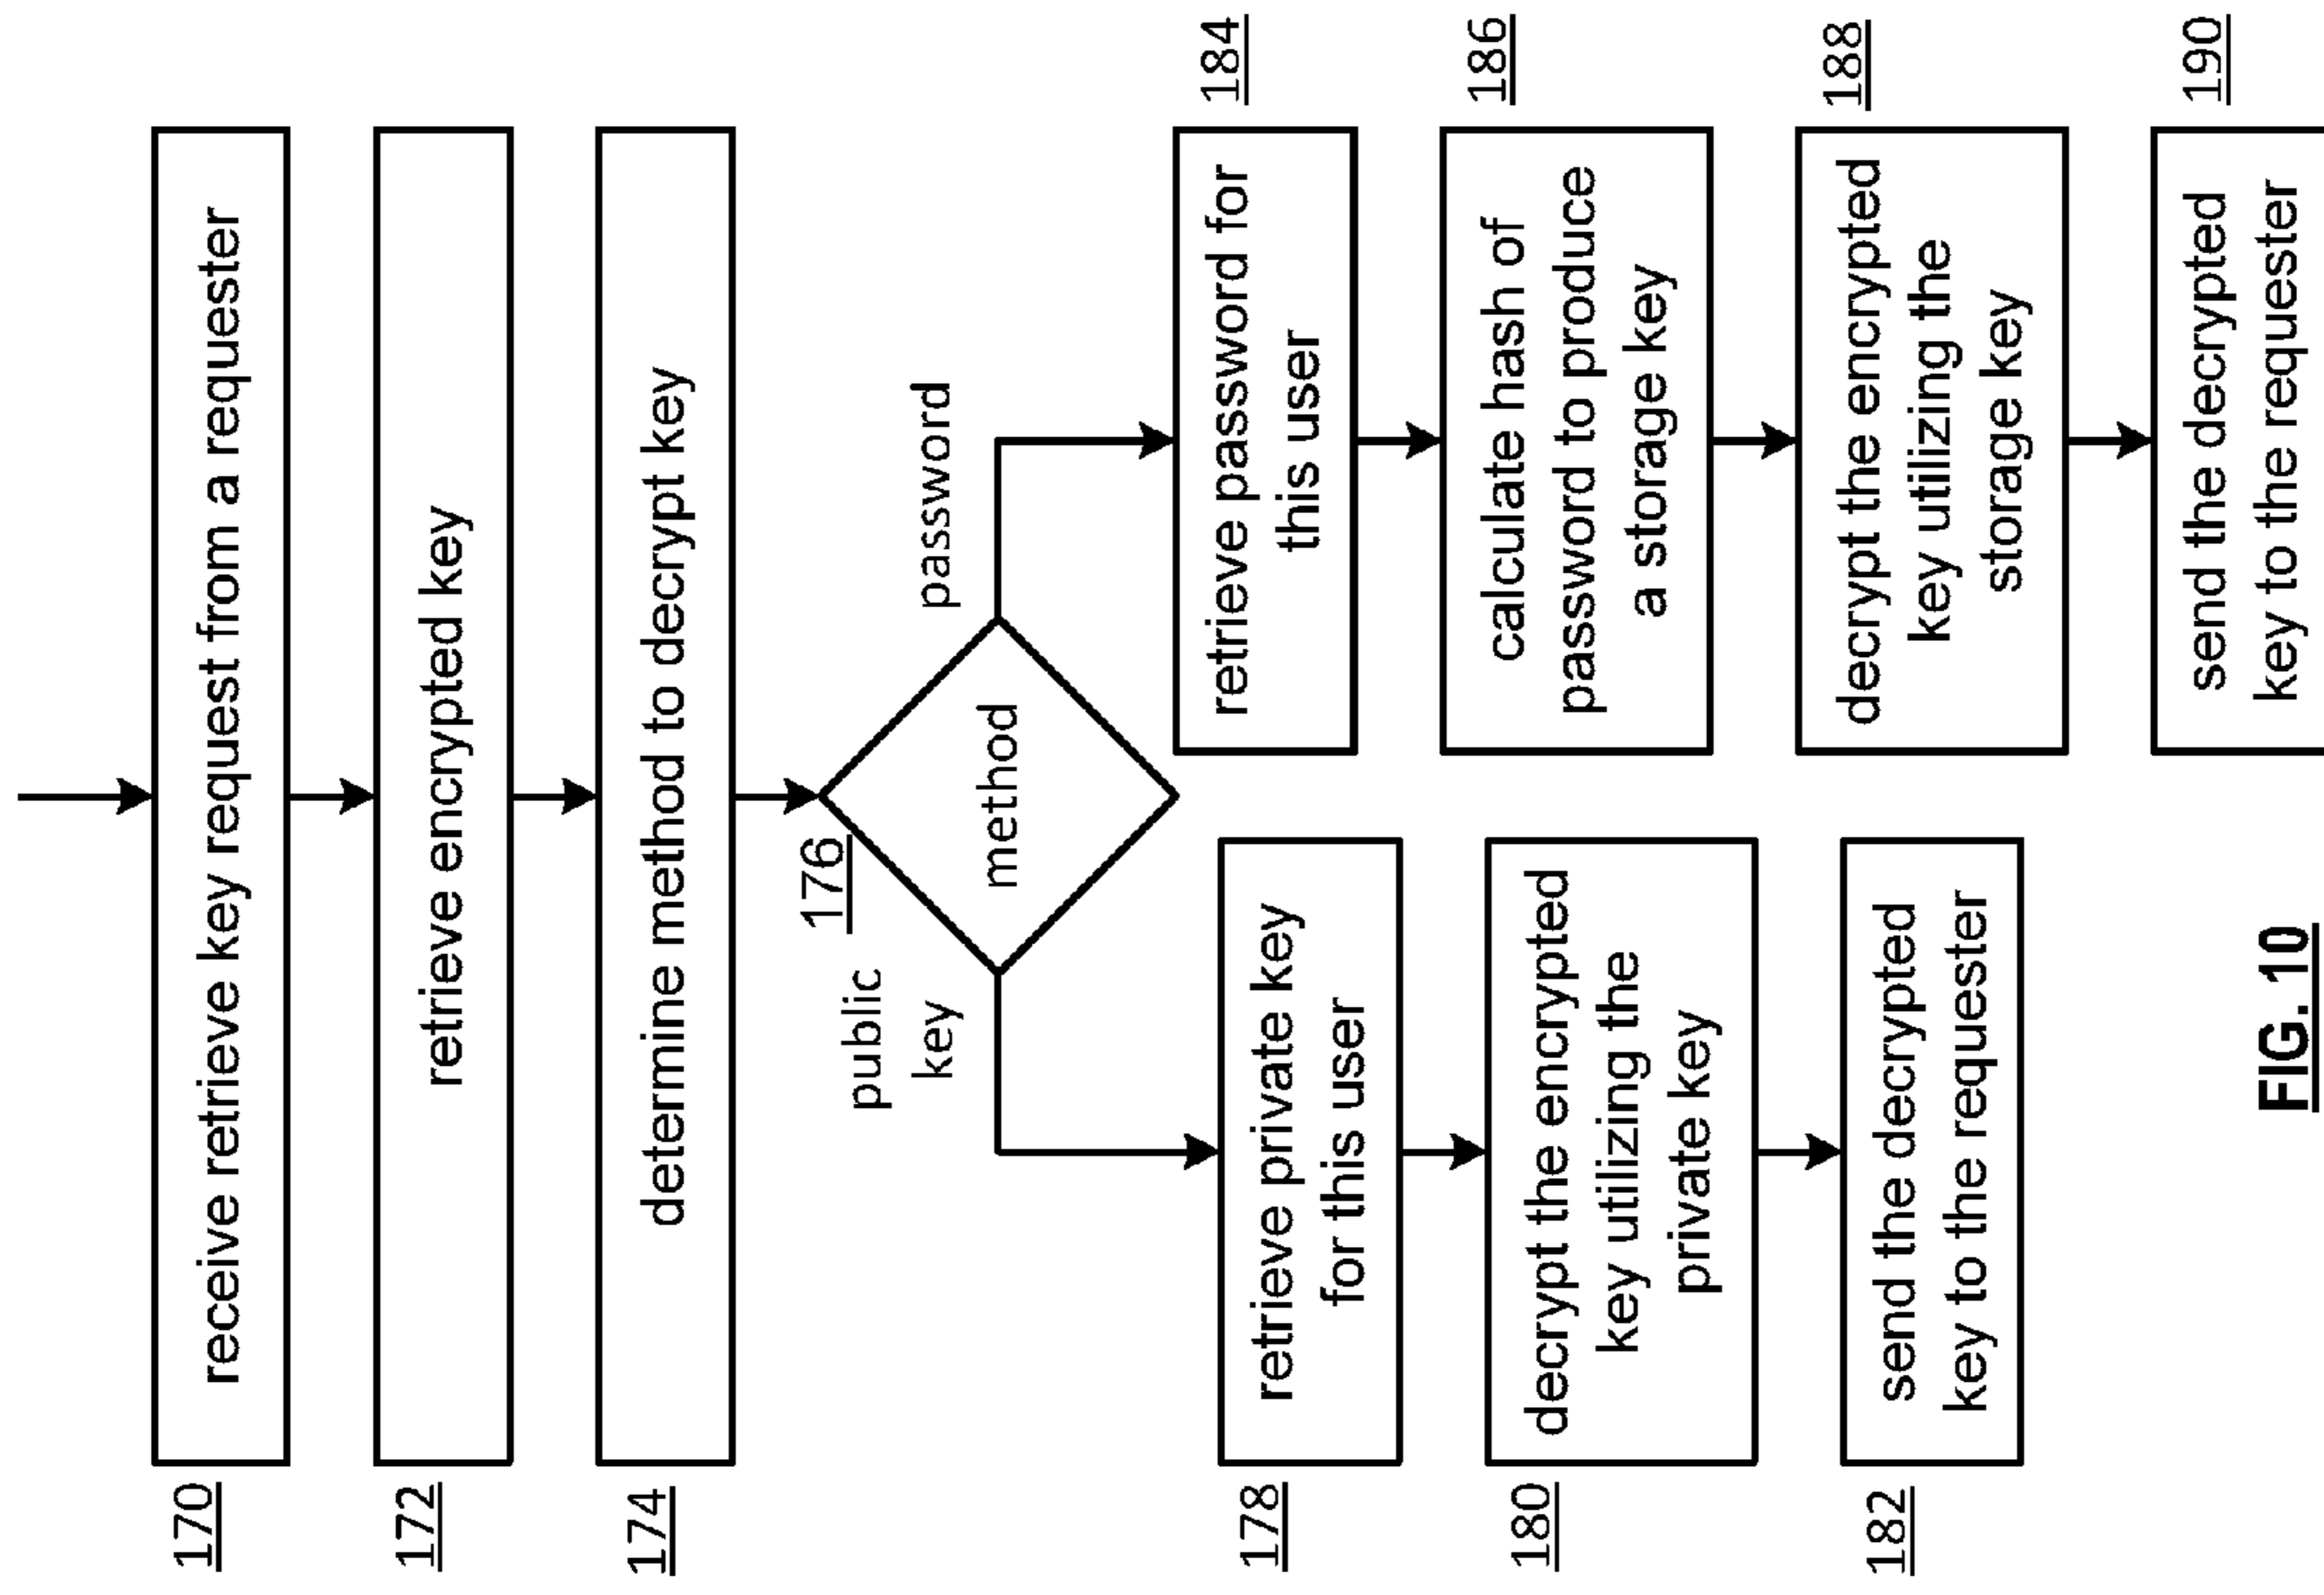 170
receive retrieve key request from a requester
172
retrieve encrypted key
174
determine method to decrypt key
176
method
public
key
password
178
retrieve private key
for this user
180
decrypt the encrypted
key utilizing the
private key
182
send the decrypted
key to the requester
retrieve password for
this user
184
calculate hash of
password to produce
a storage key
186
decrypt the encrypted
key utilizing the
storage key
188
send the decrypted
key to the requester
190
FIG. 10